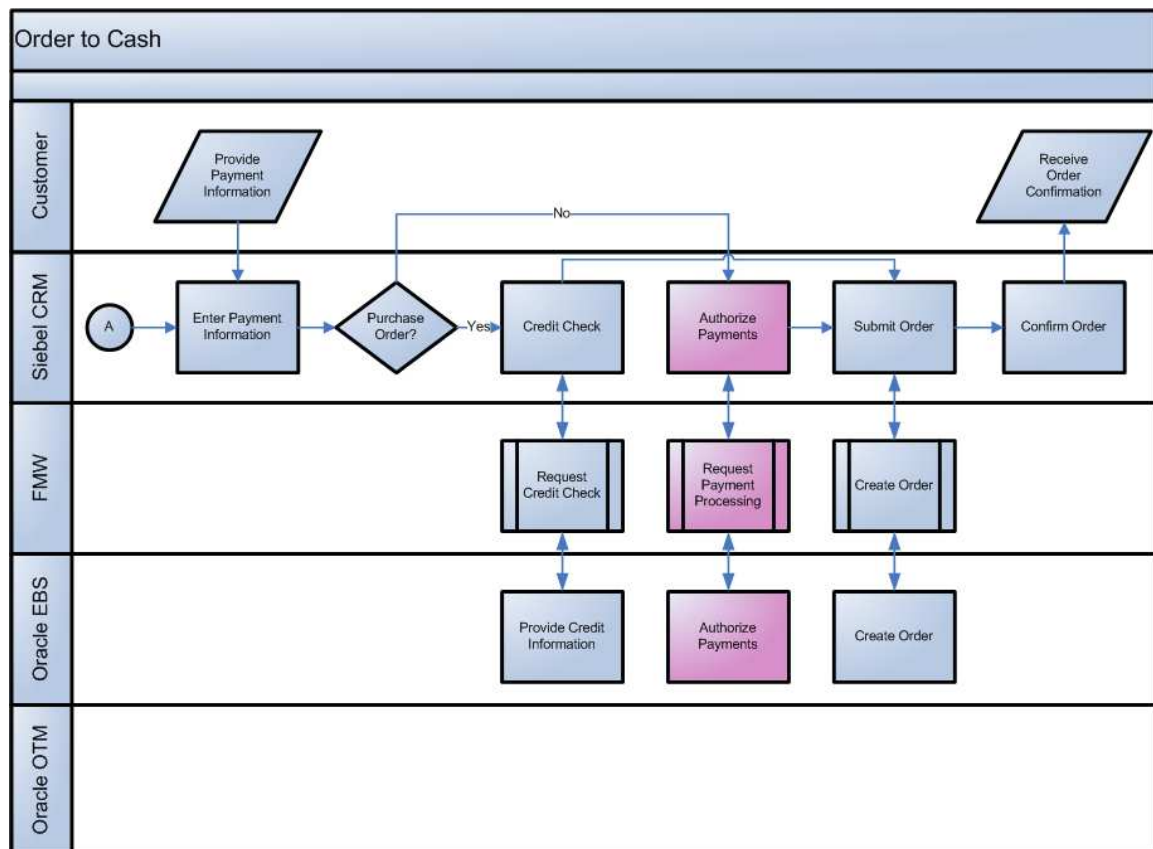 Order to Cash
Customer
Provide
Payment
Information
Receive
Order
Confirmation
No
Siebel CRM
A
Enter Payment
Information
Purchase
Order?
Yes
Credit Check
Authorize
Payments
Submit Order
Confirm Order
FMW
Request
Credit Check
Request
Payment
Processing
Create Order
Oracle EBS
Provide Credit
Information
Authorize
Payments
Create Order
Oracle OTM